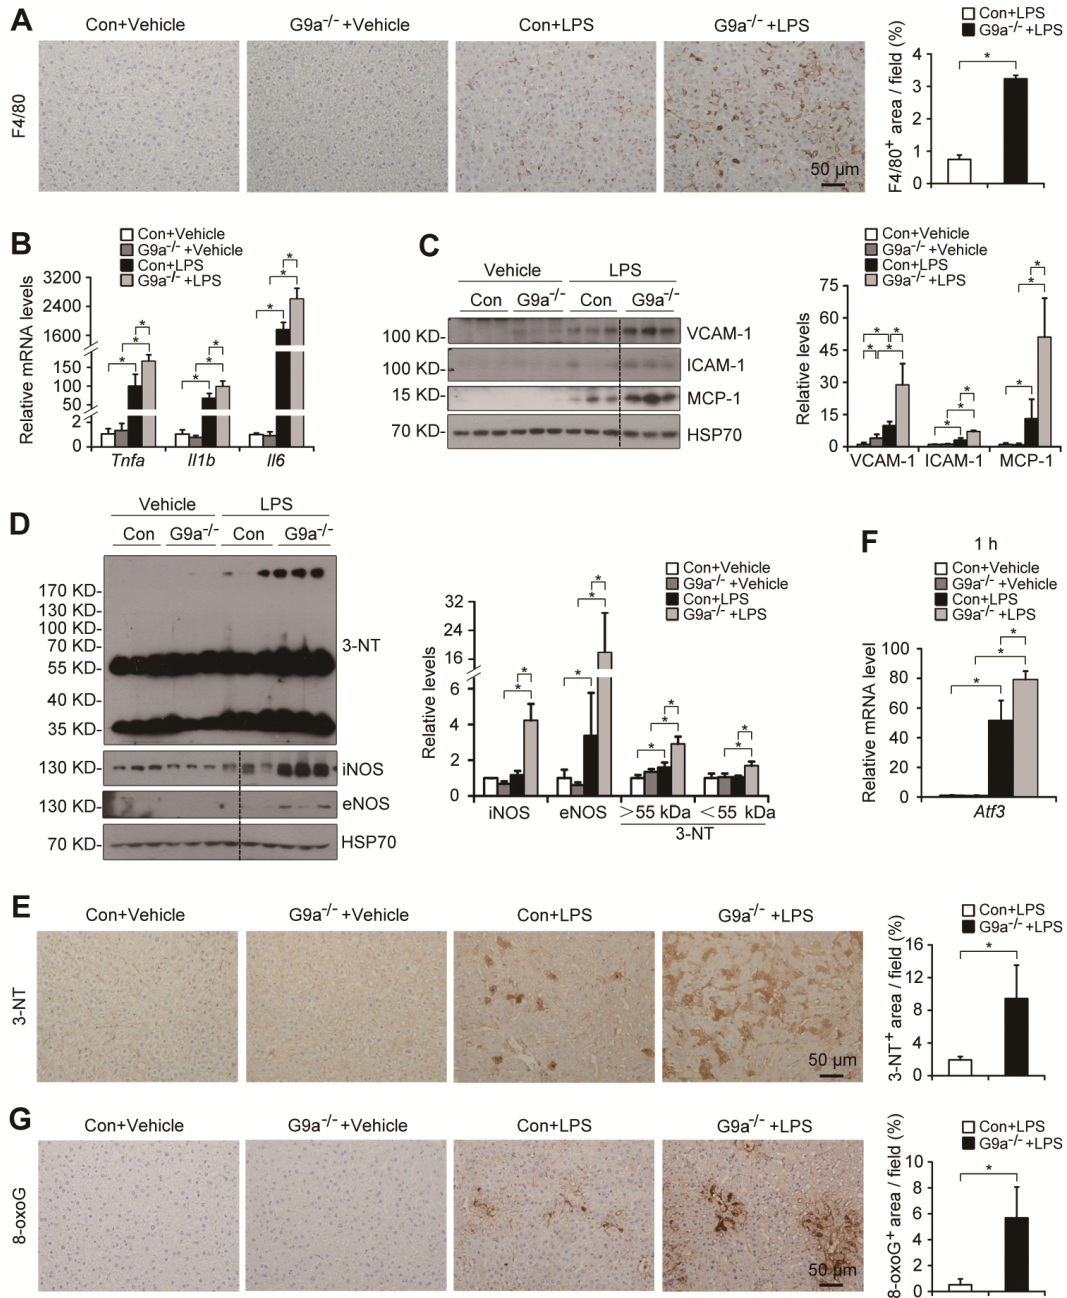 A
Con+Vehicle
G9a-/- +Vehicle
Con+LPS
G9a-/- +LPS
F4/80
50 µm
Con+LPS
G9a-/- +LPS
F4/80+ area / field (%)
4
3
2
1
0
*
B
Con+Vehicle
G9a-/- +Vehicle
Con+LPS
G9a-/- +LPS
Relative mRNA levels
3200
2400
1600
150
100
50
2
0
* * * * * * * * *
Tnfa Il1b Il6
C
Vehicle LPS
Con G9a-/- Con G9a-/-
100 KD- VCAM-1
100 KD- ICAM-1
15 KD- MCP-1
70 KD- HSP70
Con+Vehicle
G9a-/- +Vehicle
Con+LPS
G9a-/- +LPS
Relative levels
75
60
45
30
15
0
* * * * * * * * * *
VCAM-1 ICAM-1 MCP-1
D
Vehicle LPS
Con G9a-/- Con G9a-/-
170 KD-
130 KD-
100 KD-
70 KD- 3-NT
55 KD-
40 KD-
35 KD-
130 KD- iNOS
130 KD- eNOS
70 KD- HSP70
Con+Vehicle
G9a-/- +Vehicle
Con+LPS
G9a-/- +LPS
Relative levels
32
24
16
6
4
2
0
* * * * * * * * * *
iNOS eNOS >55 kDa <55 kDa
3-NT
F
1 h
Con+Vehicle
G9a-/- +Vehicle
Con+LPS
G9a-/- +LPS
Relative mRNA level
100
80
60
40
20
0
* * *
Atf3
E
Con+Vehicle
G9a-/- +Vehicle
Con+LPS
G9a-/- +LPS
3-NT
50 µm
Con+LPS
G9a-/- +LPS
3-NT+ area / field (%)
16
12
8
4
0
*
G
Con+Vehicle
G9a-/- +Vehicle
Con+LPS
G9a-/- +LPS
8-oxoG
50 µm
Con+LPS
G9a-/- +LPS
8-oxoG+ area / field (%)
10
8
6
4
2
0
*